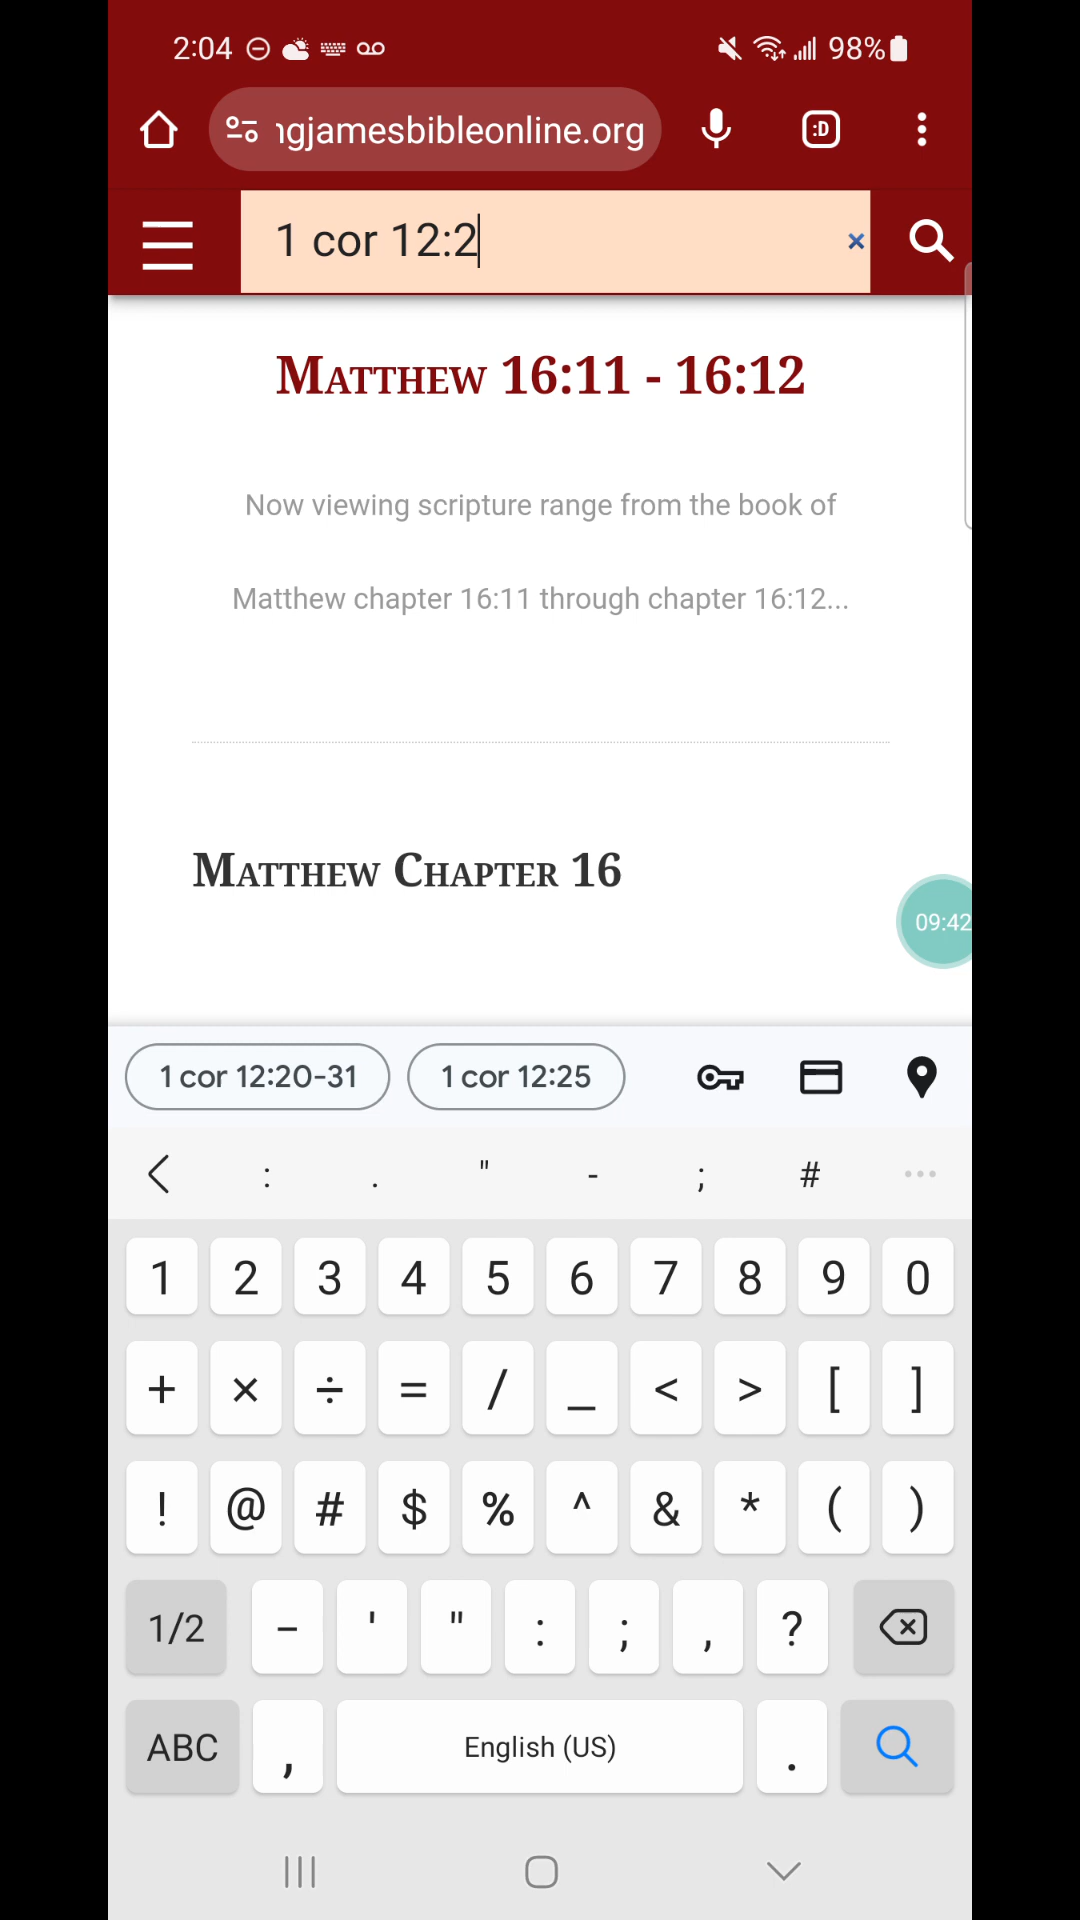 2:04 98%
ngjamesbibleonline.org :D
1 cor 12:2 ×
Matthew 16:11 - 16:12
Now viewing scripture range from the book of
Matthew chapter 16:11 through chapter 16:12...
Matthew Chapter 16
09:42
1 cor 12:20-31 1 cor 12:25
: . " - ; # ...
1 2 3 4 5 6 7 8 9 0
+ × ÷ = / _ < > [ ]
! @ # $ % ^ & * ( )
1/2 - ' " : ; , ?
ABC , English (US) .